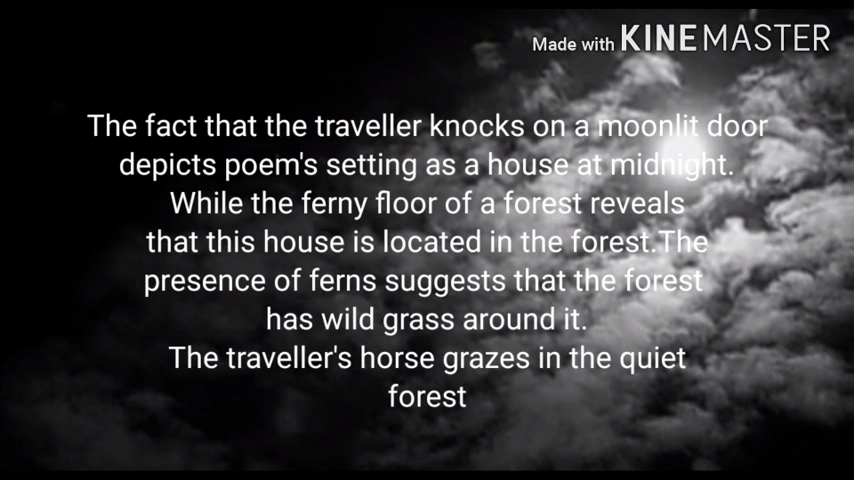 Made with KINEMASTER
The fact that the traveller knocks on a moonlit door
depicts poem's setting as a house at midnight.
While the ferny floor of a forest reveals
that this house is located in the forest.The
presence of ferns suggests that the forest
has wild grass around it.
The traveller's horse grazes in the quiet
forest